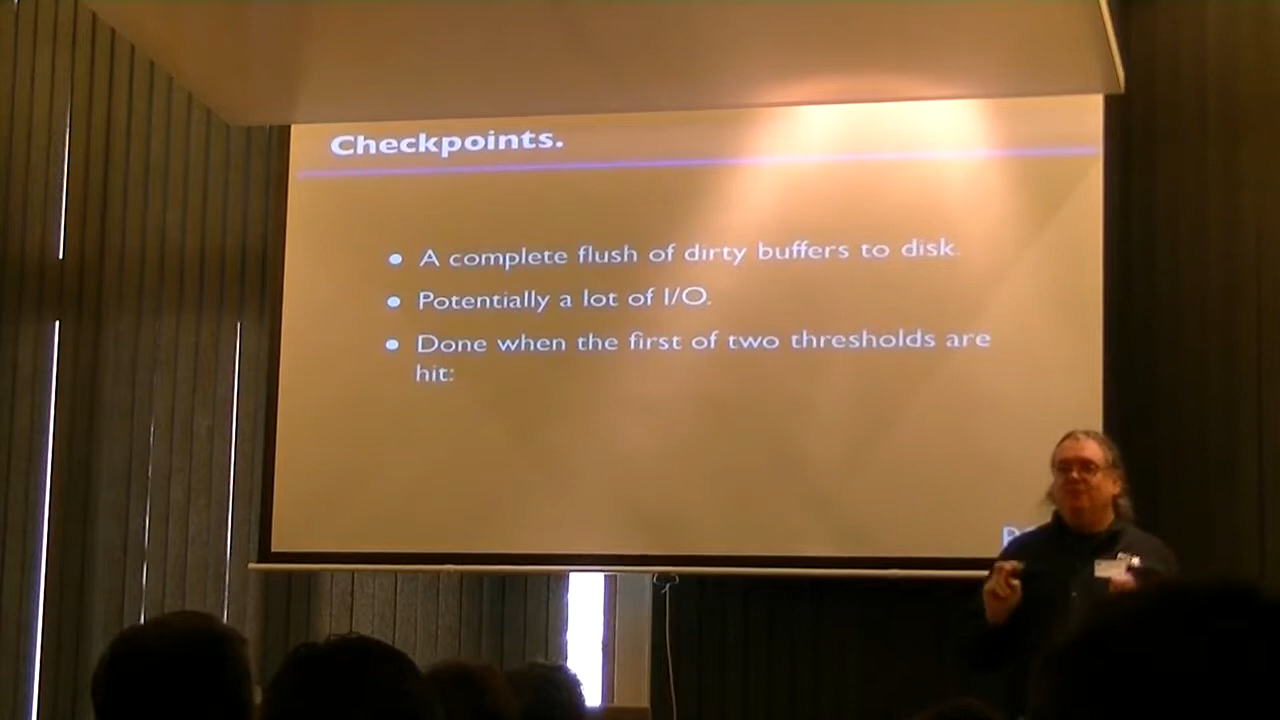 Checkpoints.
A complete flush of dirty buffers to disk.
Potentially a lot of I/O.
Done when the first of two thresholds are
hit: